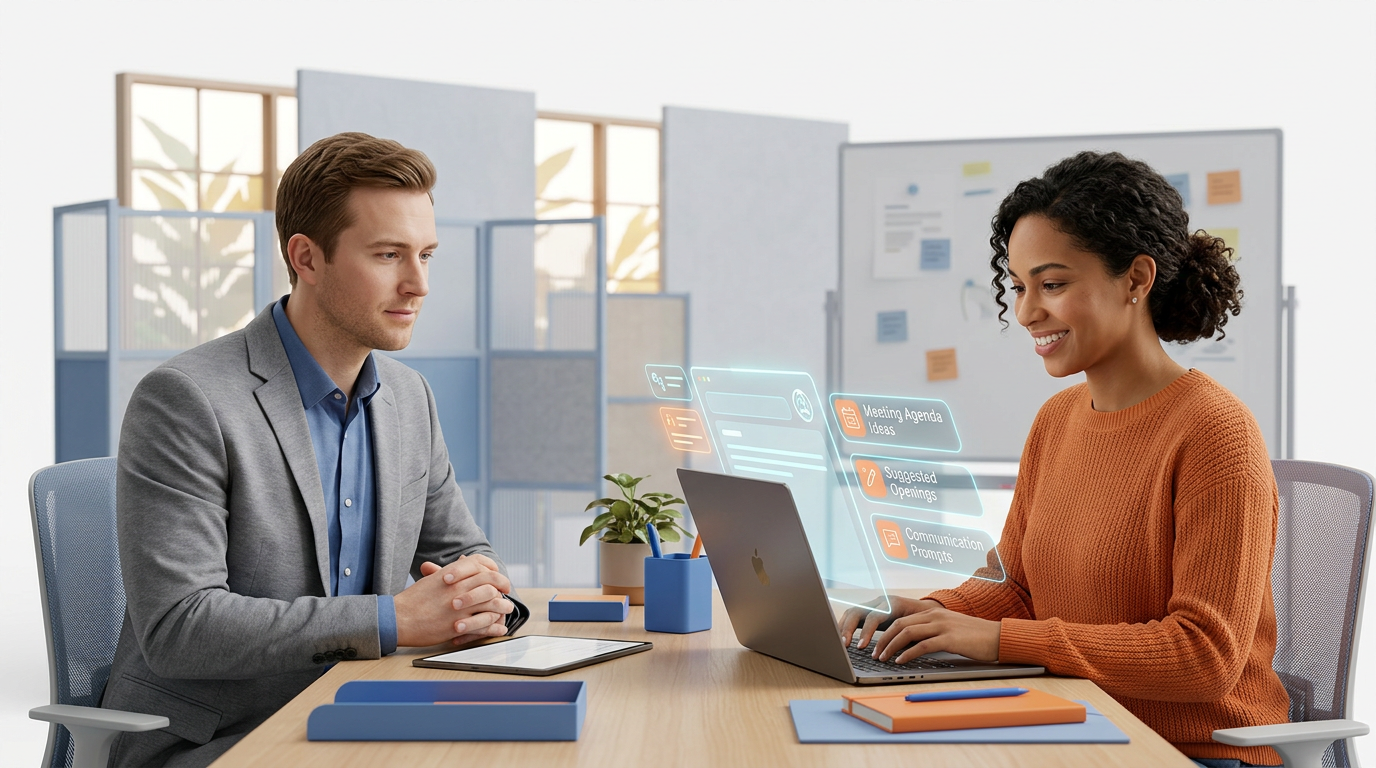 Meeting Agenda
Ideas
Suggested
Openings
Communication
Prompts